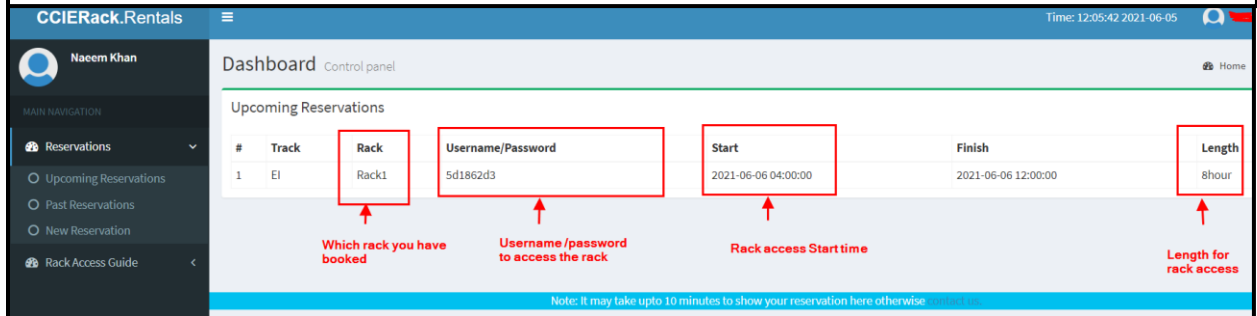 CCIERack.Rentals
Time: 12:05:42 2021-06-05
Naeem Khan
Dashboard Control panel
Home
MAIN NAVIGATION
Upcoming Reservations
Reservations
# Track Rack Username/Password Start Finish Length
1 EI Rack1 5d1862d3 2021-06-06 04:00:00 2021-06-06 12:00:00 8hour
Upcoming Reservations
Past Reservations
New Reservation
Rack Access Guide
Which rack you have
booked
Username/password
to access the rack
Rack access Start time
Length for
rack access
Note: It may take upto 10 minutes to show your reservation here otherwise contact us.